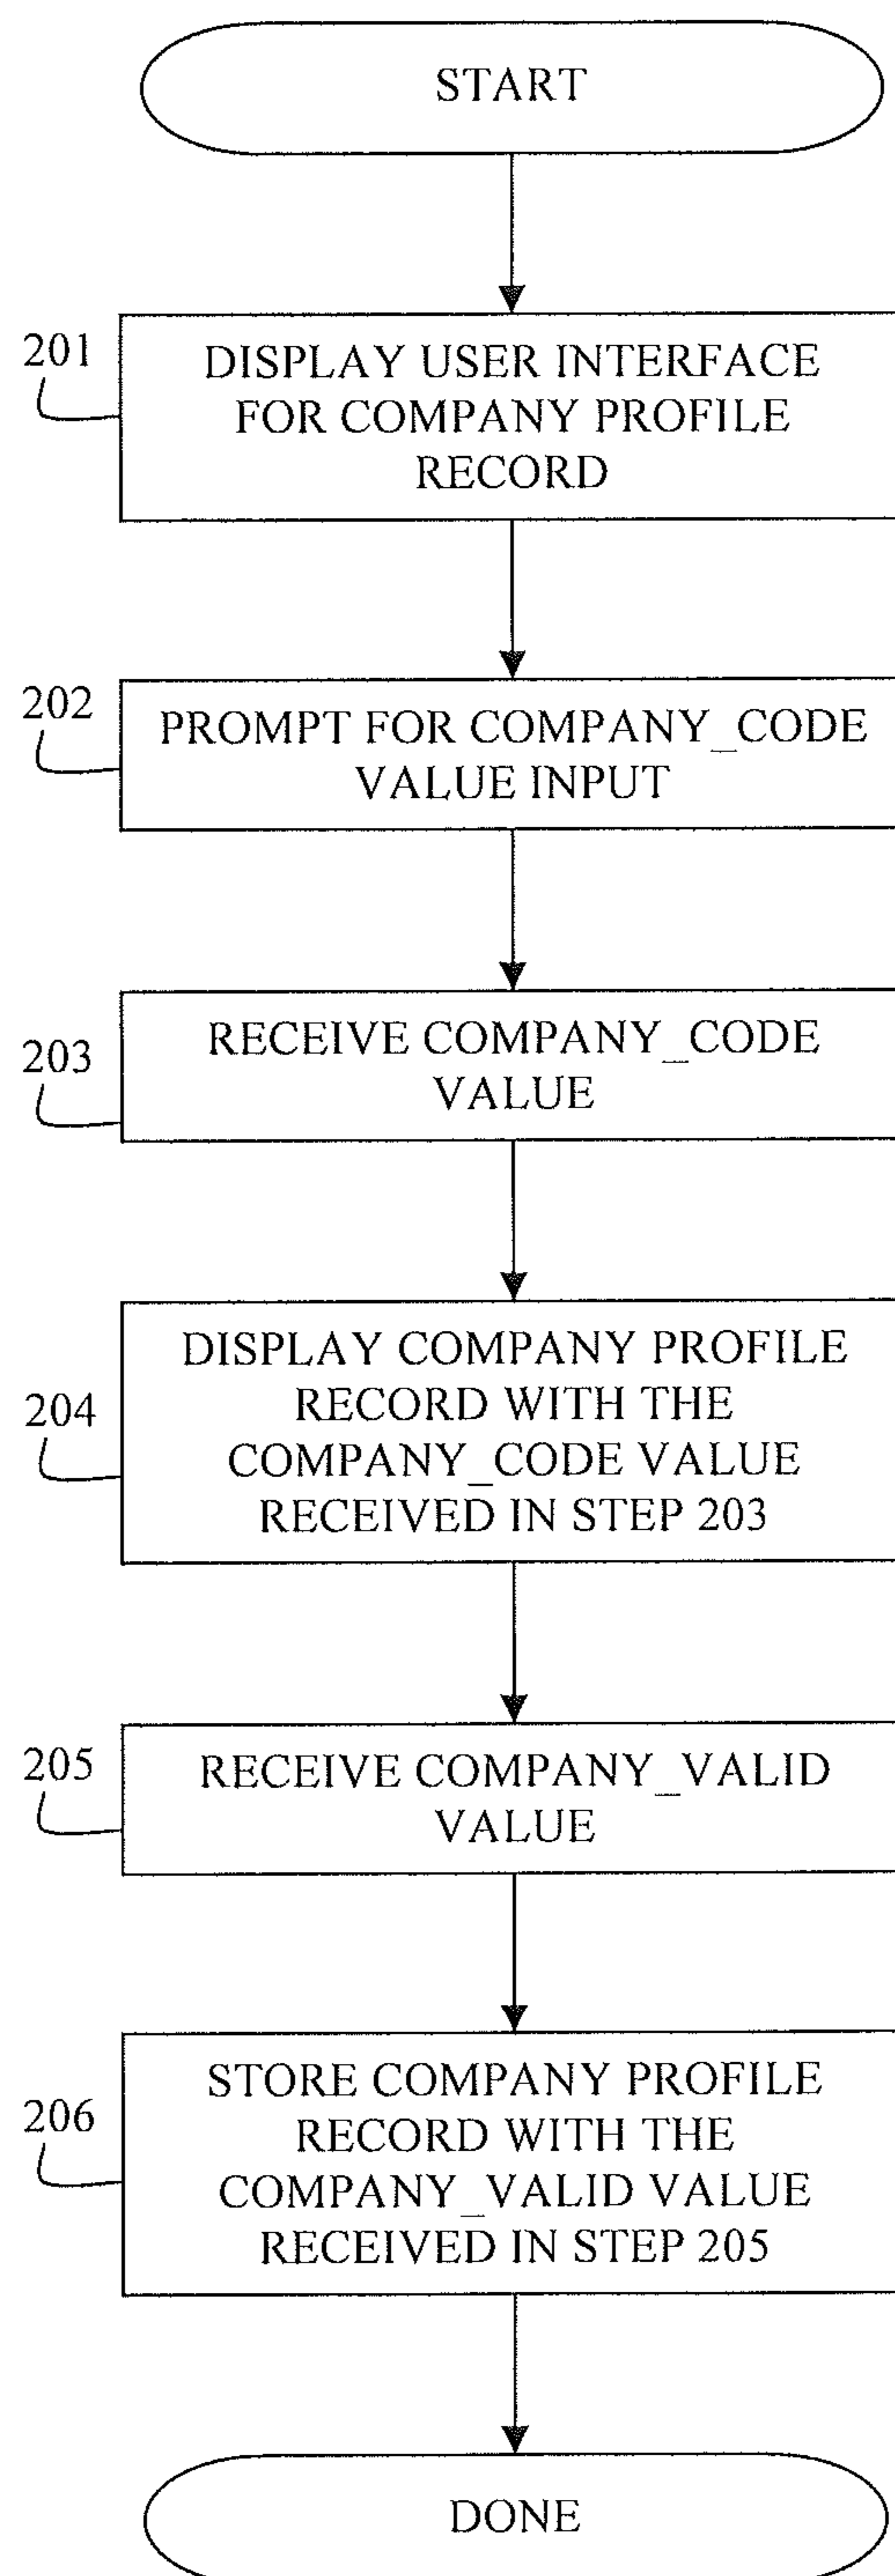 START
201
DISPLAY USER INTERFACE
FOR COMPANY PROFILE
RECORD
202
PROMPT FOR COMPANY_CODE
VALUE INPUT
203
RECEIVE COMPANY_CODE
VALUE
204
DISPLAY COMPANY PROFILE
RECORD WITH THE
COMPANY_CODE VALUE
RECEIVED IN STEP 203
205
RECEIVE COMPANY_VALID
VALUE
206
STORE COMPANY PROFILE
RECORD WITH THE
COMPANY_VALID VALUE
RECEIVED IN STEP 205
DONE